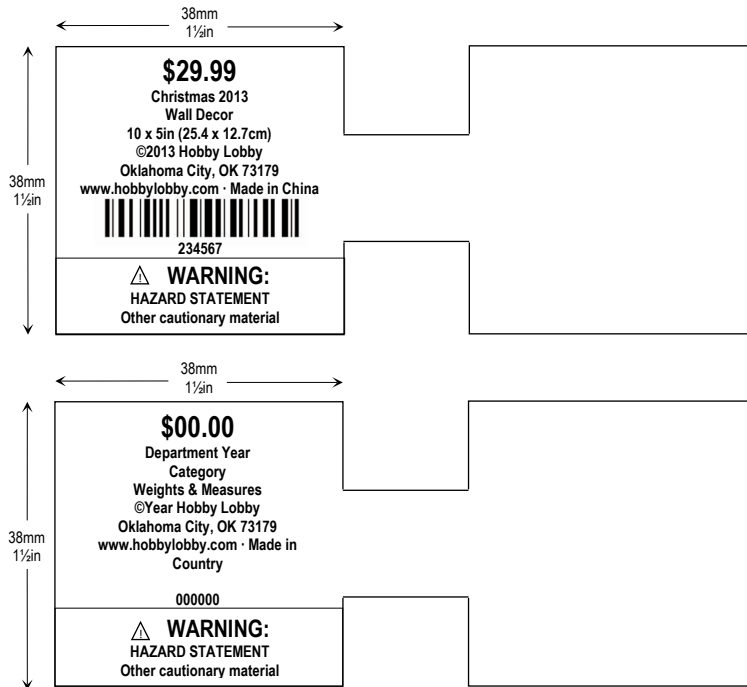 38mm
1½in
38mm
1½in
$29.99
Christmas 2013
Wall Decor
10 x 5in (25.4 x 12.7cm)
©2013 Hobby Lobby
Oklahoma City, OK 73179
www.hobbylobby.com · Made in China
234567
⚠ WARNING:
HAZARD STATEMENT
Other cautionary material
38mm
1½in
38mm
1½in
$00.00
Department Year
Category
Weights & Measures
©Year Hobby Lobby
Oklahoma City, OK 73179
www.hobbylobby.com · Made in
Country
000000
⚠ WARNING:
HAZARD STATEMENT
Other cautionary material